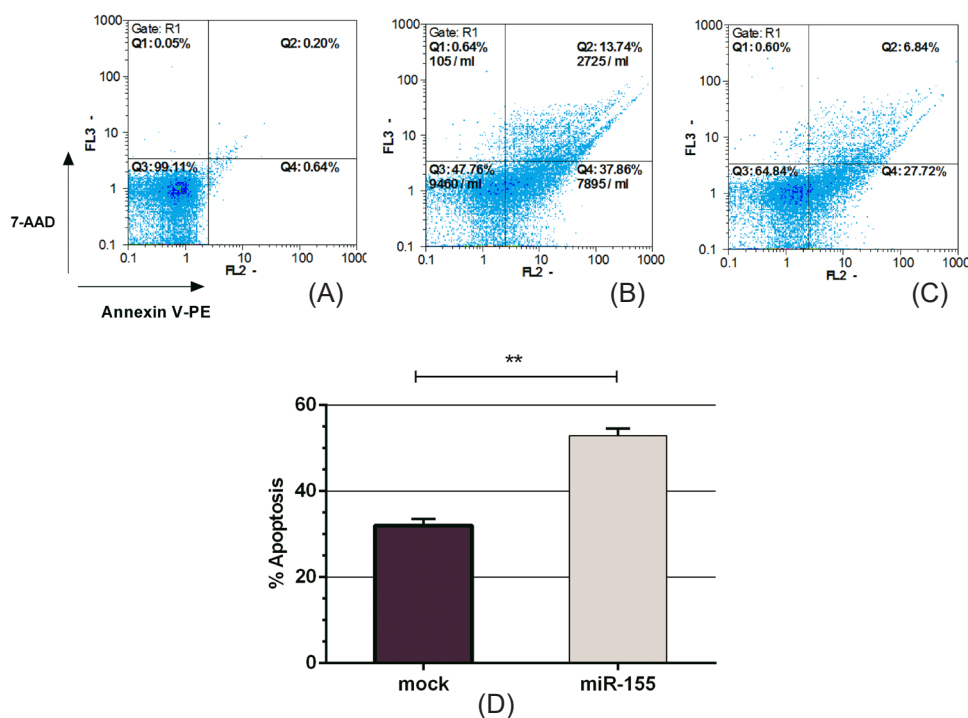 Gate: R1
Q1: 0.05%
Q2: 0.20%
Q3: 99.11%
Q4: 0.64%
1000
100
10
1
0.1
FL3 -
0.1
1
10
100
1000
FL2 -
7-AAD
Annexin V-PE
(A)
Gate: R1
Q1: 0.64%
105 / ml
Q2: 13.74%
2725 / ml
Q3: 47.76%
9460 / ml
Q4: 37.86%
7895 / ml
1000
100
10
1
0.1
FL3 -
0.1
1
10
100
1000
FL2 -
(B)
Gate: R1
Q1: 0.60%
Q2: 6.84%
Q3: 64.84%
Q4: 27.72%
1000
100
10
1
0.1
FL3 -
0.1
1
10
100
1000
FL2 -
(C)
**
% Apoptosis
60
40
20
0
mock
miR-155
(D)